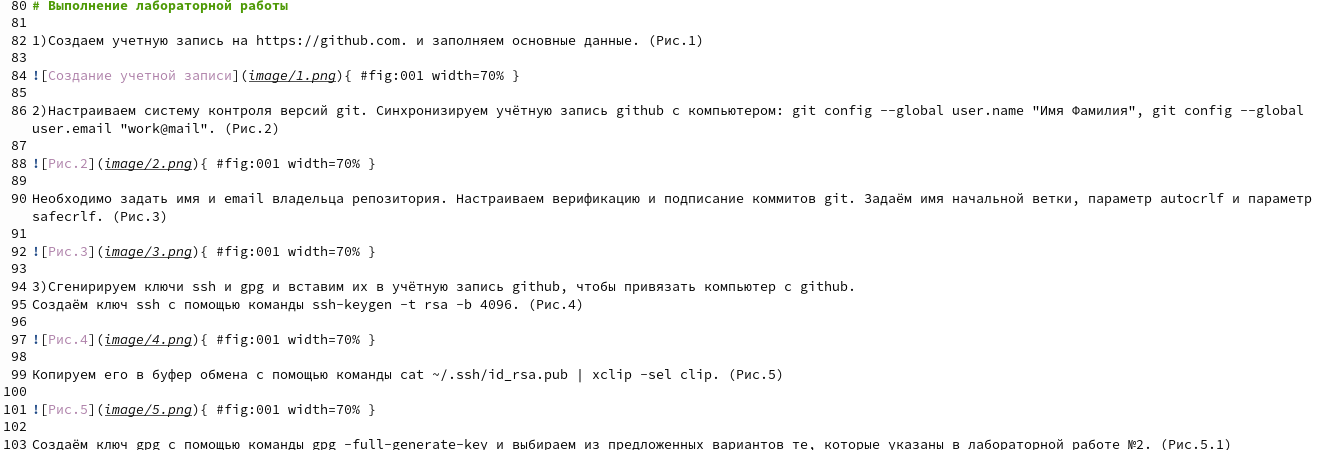 80 # Выполнение лабораторной работы
81
82 1)Создаем учетную запись на https://github.com. и заполняем основные данные. (Рис.1)
83
84 ![Создание учетной записи](image/1.png){ #fig:001 width=70% }
85
86 2)Настраиваем систему контроля версий git. Синхронизируем учётную запись github с компьютером: git config --global user.name "Имя Фамилия", git config --global
user.email "work@mail". (Рис.2)
87
88 ![Рис.2](image/2.png){ #fig:001 width=70% }
89
90 Необходимо задать имя и email владельца репозитория. Настраиваем верификацию и подписание коммитов git. Задаём имя начальной ветки, параметр autocrlf и параметр
safecrlf. (Рис.3)
91
92 ![Рис.3](image/3.png){ #fig:001 width=70% }
93
94 3)Сгенирируем ключи ssh и gpg и вставим их в учётную запись github, чтобы привязать компьютер с github.
95 Создаём ключ ssh с помощью команды ssh-keygen -t rsa -b 4096. (Рис.4)
96
97 ![Рис.4](image/4.png){ #fig:001 width=70% }
98
99 Копируем его в буфер обмена с помощью команды cat ~/.ssh/id_rsa.pub | xclip -sel clip. (Рис.5)
100
101 ![Рис.5](image/5.png){ #fig:001 width=70% }
102
103 Создаём ключ gpg с помощью команды gpg -full-generate-key и выбираем из предложенных вариантов те, которые указаны в лабораторной работе №2. (Рис.5.1)